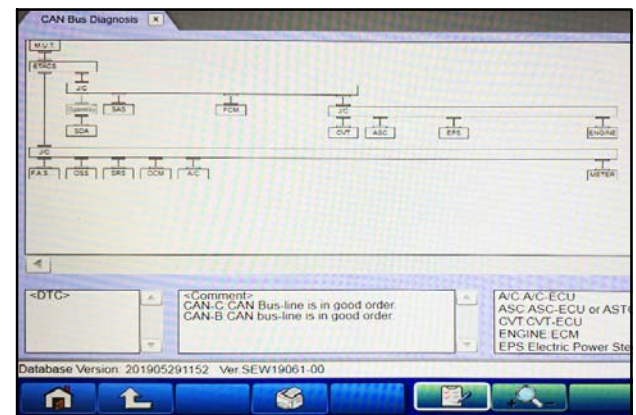 CAN Bus Diagnosis
M.U.T.
ETACS
J/C
SAS
FCM
J/C
SDA
CVT
ASC
EPS
ENGINE
J/C
OSS
SRS
OCM
A/C
METER
<DTC>
<Comment>
CAN-C CAN Bus-line is in good order.
CAN-B CAN bus-line is in good order.
A/C:A/C-ECU
ASC:ASC-ECU or ASTC
CVT:CVT-ECU
ENGINE:ECM
EPS:Electric Power Ste
Database Version: 201905291152 Ver:SEW19061-00